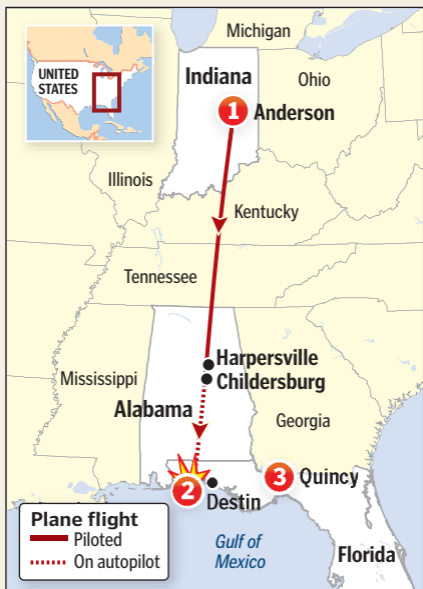 Michigan
UNITED
STATES
Indiana
Ohio
1
Anderson
Illinois
Kentucky
Tennessee
Harpersville
Childersburg
Mississippi
Alabama
Georgia
3
Quincy
2
Destin
Plane flight
Piloted
On autopilot
Gulf of
Mexico
Florida